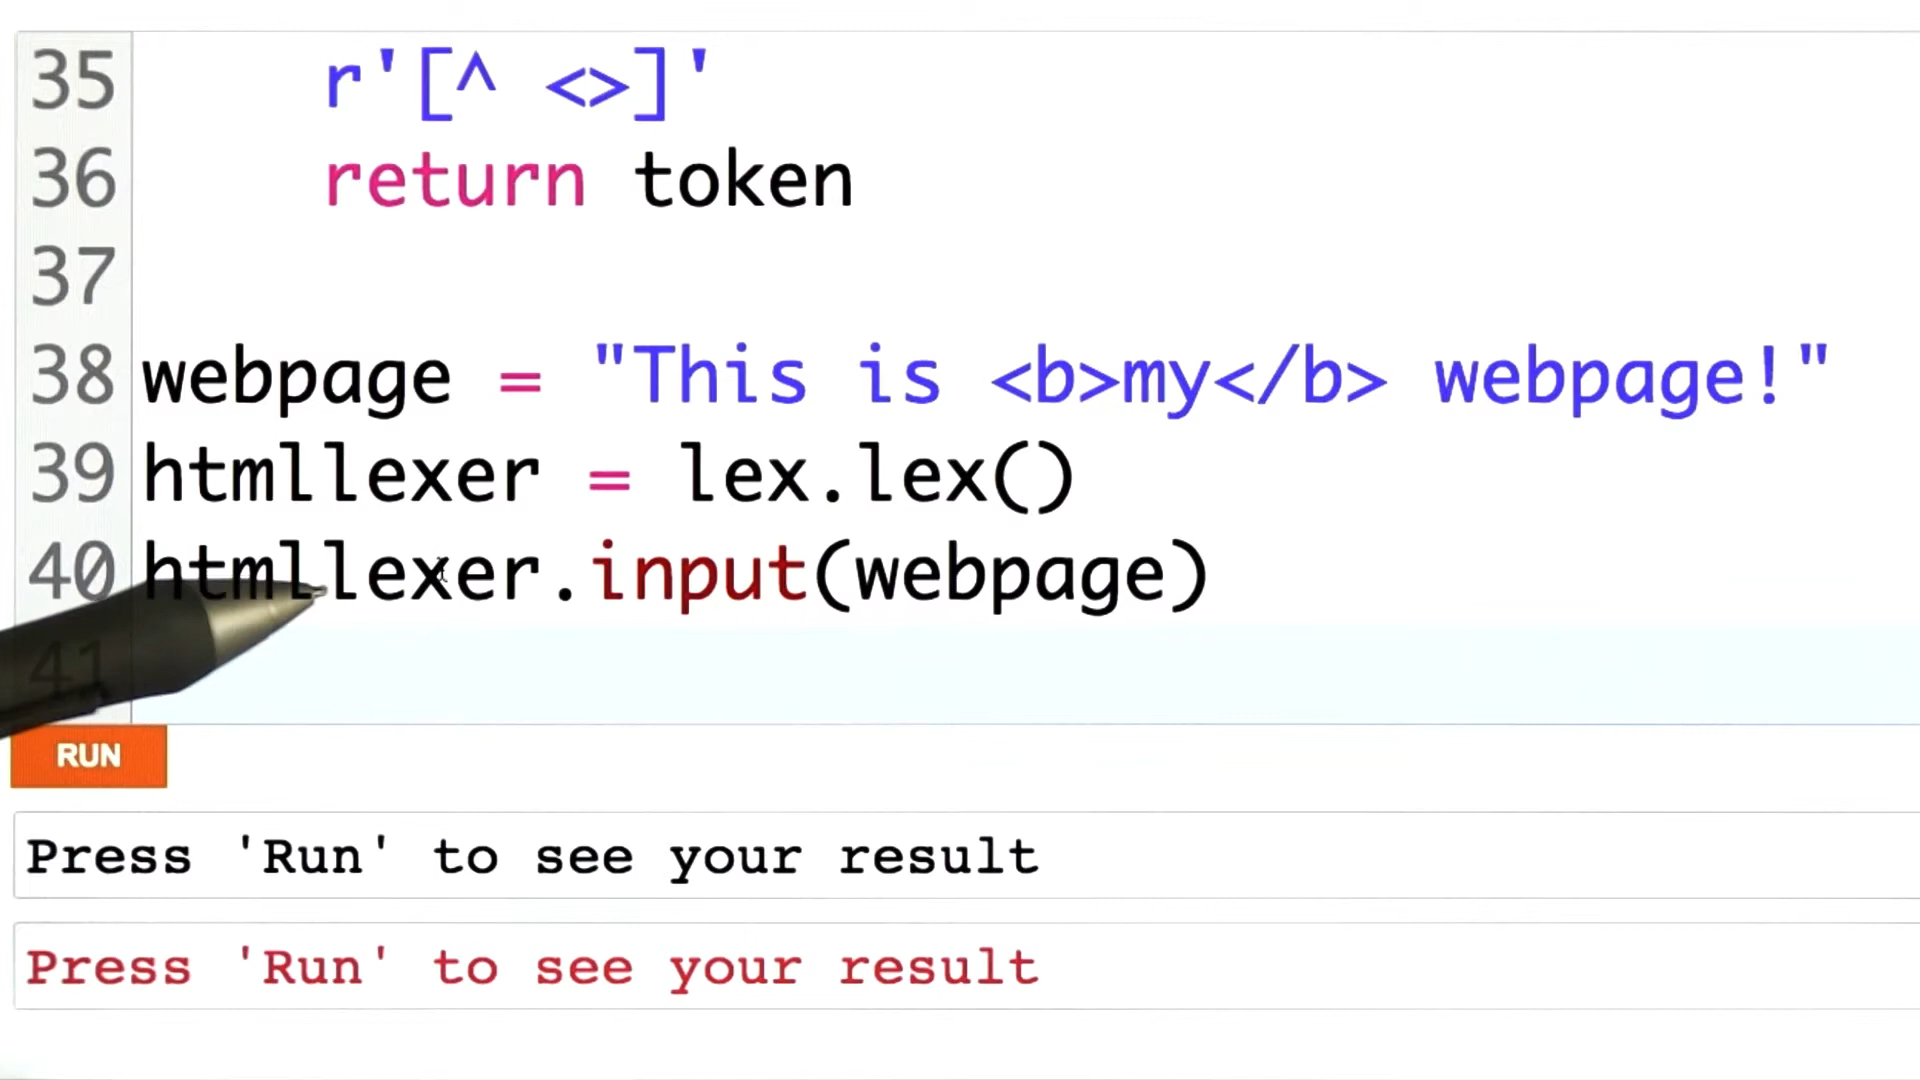 35 r'[^ <>]'
36 return token
37
38 webpage = "This is <b>my</b> webpage!"
39 htmllexer = lex.lex()
40 htmllexer.input(webpage)
41
RUN
Press 'Run' to see your result
Press 'Run' to see your result